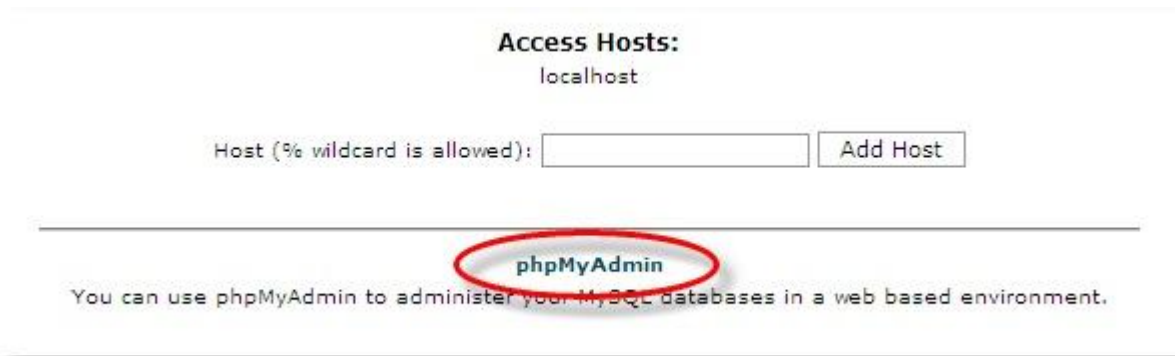 Access Hosts:
localhost
Host (% wildcard is allowed): Add Host
phpMyAdmin
You can use phpMyAdmin to administer your MySQL databases in a web based environment.